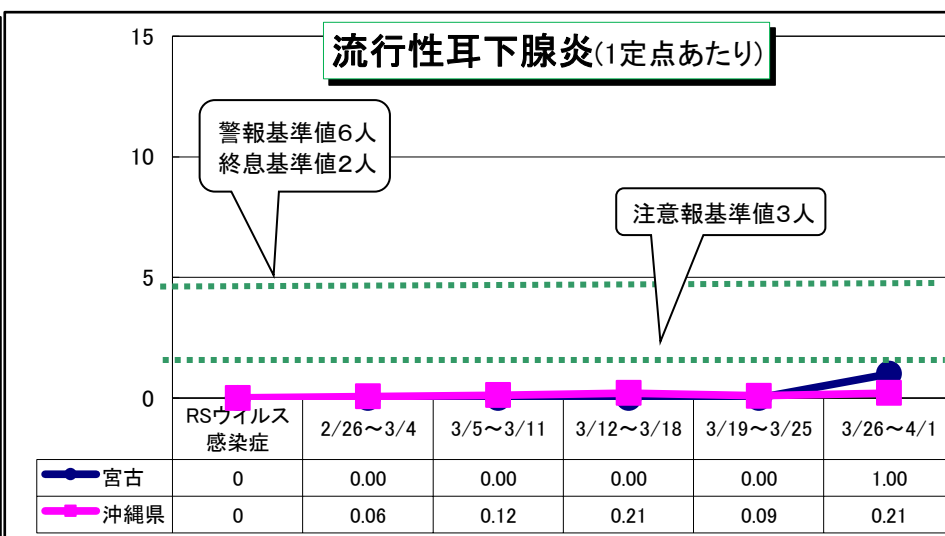 流行性耳下腺炎(1定点あたり)
15
警報基準値6人
終息基準値2人
10
注意報基準値3人
5
0
RSウイルス
感染症
2/26～3/4
3/5～3/11
3/12～3/18
3/19～3/25
3/26～4/1
宮古 0 0.00 0.00 0.00 0.00 1.00
沖縄県 0 0.06 0.12 0.21 0.09 0.21